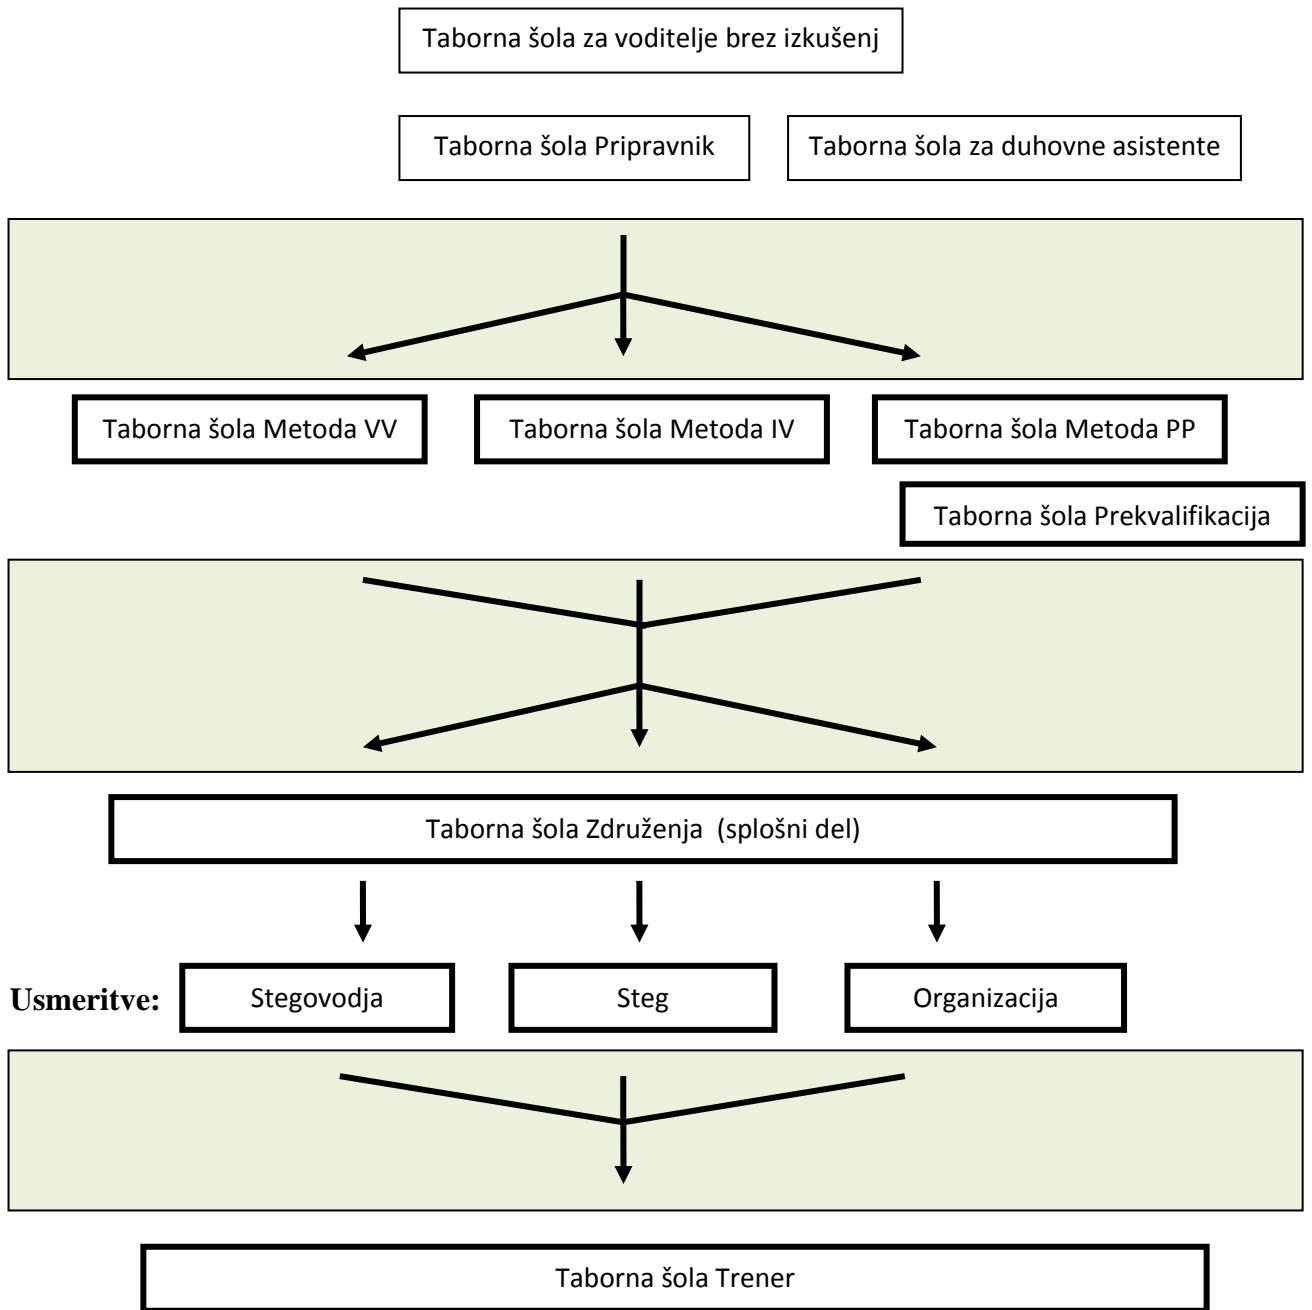 Taborna šola za voditelje brez izkušenj
Taborna šola Pripravnik
Taborna šola za duhovne asistente
Taborna šola Metoda VV
Taborna šola Metoda IV
Taborna šola Metoda PP
Taborna šola Prekvalifikacija
Taborna šola Združenja (splošni del)
Usmeritve:
Stegovodja
Steg
Organizacija
Taborna šola Trener